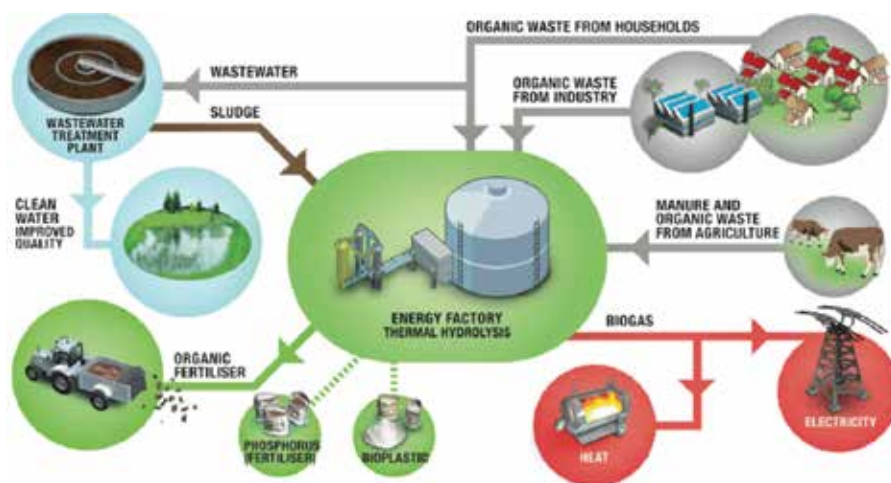 ORGANIC WASTE FROM HOUSEHOLDS
WASTEWATER
ORGANIC WASTE
FROM INDUSTRY
WASTEWATER
TREATMENT
PLANT
SLUDGE
CLEAN
WATER
IMPROVED
QUALITY
MANURE AND
ORGANIC WASTE
FROM AGRICULTURE
ENERGY FACTORY
THERMAL HYDROLYSIS
BIOGAS
ORGANIC
FERTILISER
PHOSPHORUS
(FERTILISER)
BIOPLASTIC
HEAT
ELECTRICITY